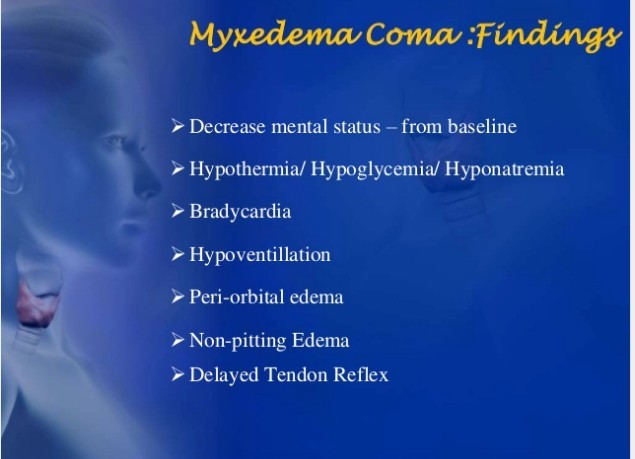 Myxedema Coma :Findings
➢ Decrease mental status – from baseline
➢ Hypothermia/ Hypoglycemia/ Hyponatremia
➢ Bradycardia
➢ Hypoventillation
➢ Peri-orbital edema
➢ Non-pitting Edema
➢ Delayed Tendon Reflex